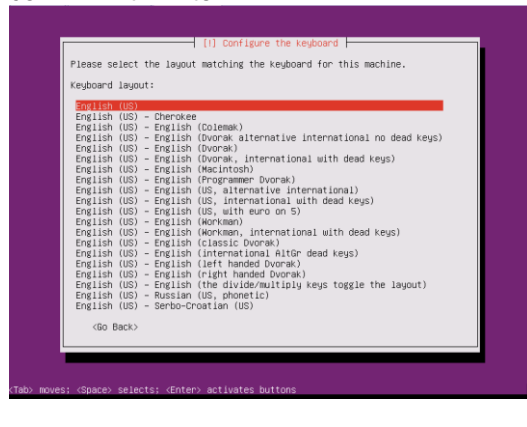 [!] Configure the keyboard
Please select the layout matching the keyboard for this machine.
Keyboard layout:
English (US)
English (US) - Cherokee
English (US) - English (Colemak)
English (US) - English (Dvorak alternative international no dead keys)
English (US) - English (Dvorak)
English (US) - English (Dvorak, international with dead keys)
English (US) - English (Macintosh)
English (US) - English (Programmer Dvorak)
English (US) - English (US, alternative international)
English (US) - English (US, international with dead keys)
English (US) - English (US, with euro on 5)
English (US) - English (Workman)
English (US) - English (Workman, international with dead keys)
English (US) - English (classic Dvorak)
English (US) - English (international AltGr dead keys)
English (US) - English (left handed Dvorak)
English (US) - English (right handed Dvorak)
English (US) - English (the divide/multiply keys toggle the layout)
English (US) - Russian (US, phonetic)
English (US) - Serbo-Croatian (US)
<Go Back>
<Tab> moves; <Space> selects; <Enter> activates buttons